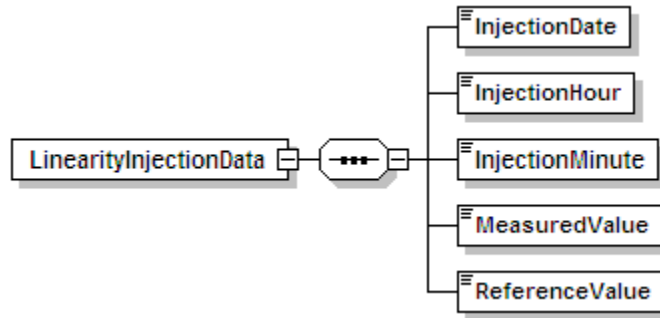 InjectionDate
InjectionHour
LinearityInjectionData
InjectionMinute
MeasuredValue
ReferenceValue